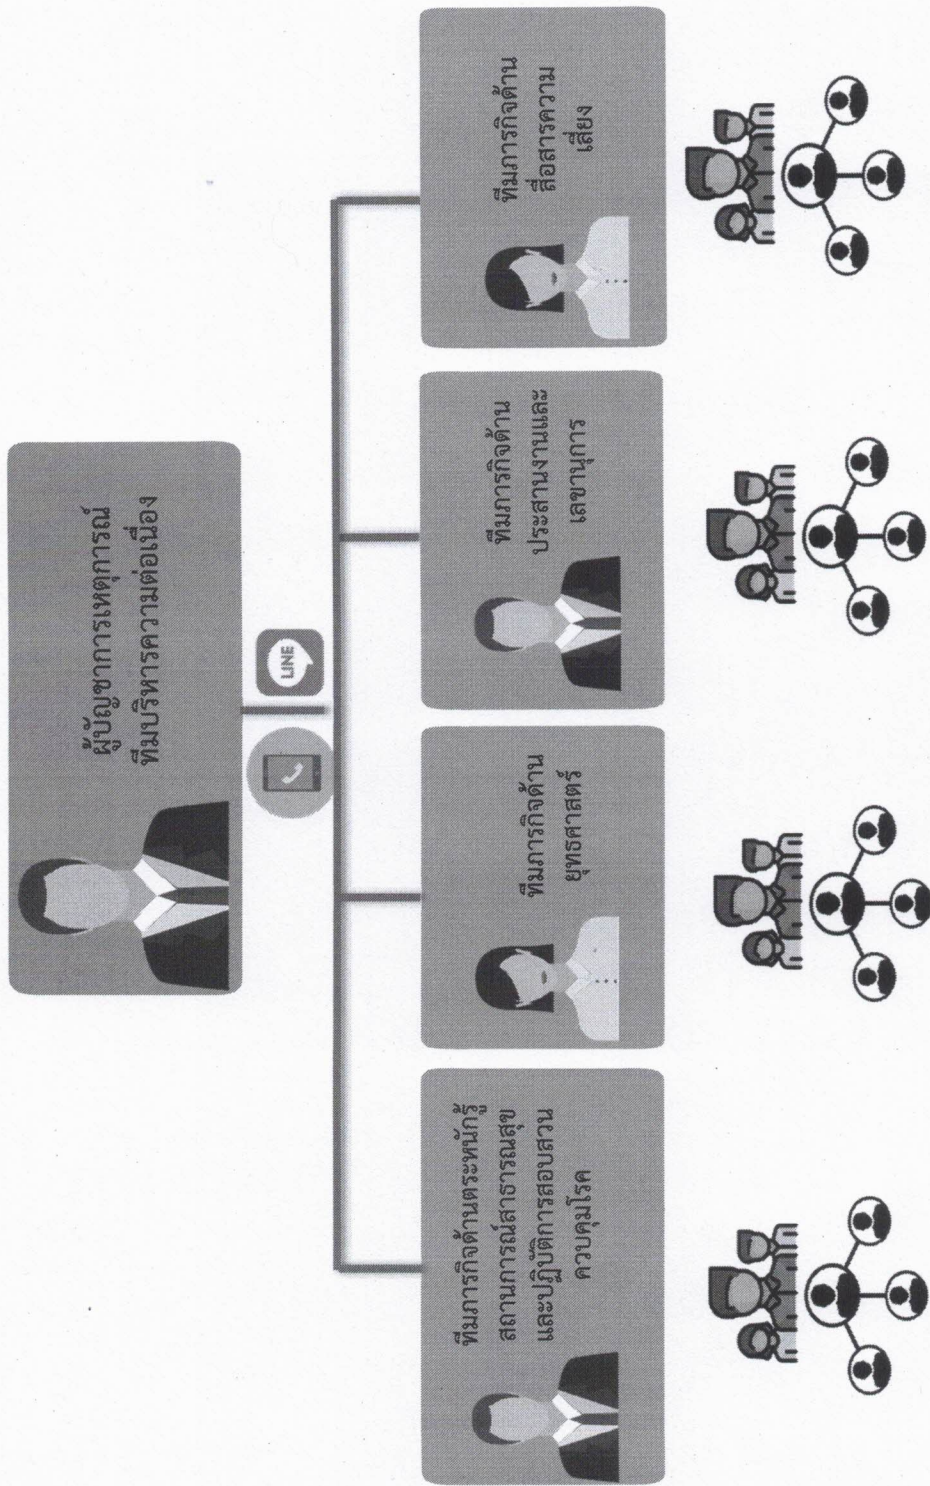 ผู้บัญชาการเหตุการณ์
ทีมบริหารความต่อเนื่อง
LINE
ทีมภารกิจด้านตระหนักรู้
สถานการณ์สาธารณสุข
และปฏิบัติการสอบสวน
ควบคุมโรค
ทีมภารกิจด้าน
ยุทธศาสตร์
ทีมภารกิจด้าน
ประสานงานและ
เลขานุการ
ทีมภารกิจด้าน
สื่อสารความ
เสี่ยง